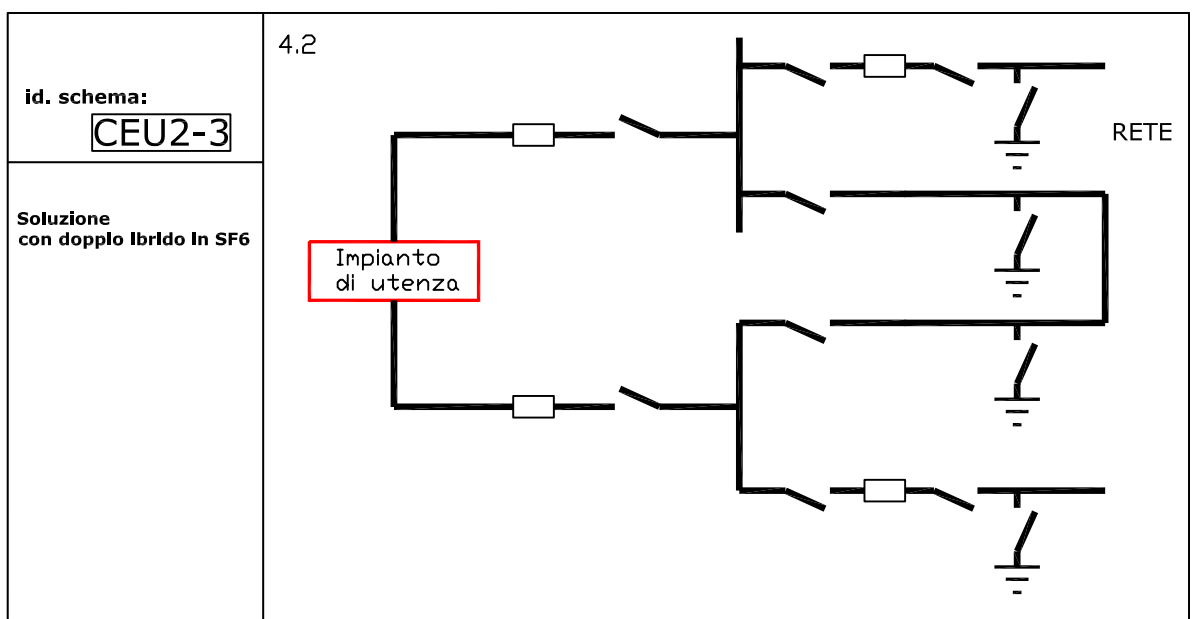 id. schema:
CEU2-3
Soluzione
con doppio ibrido in SF6
4.2
RETE
Impianto
di utenza